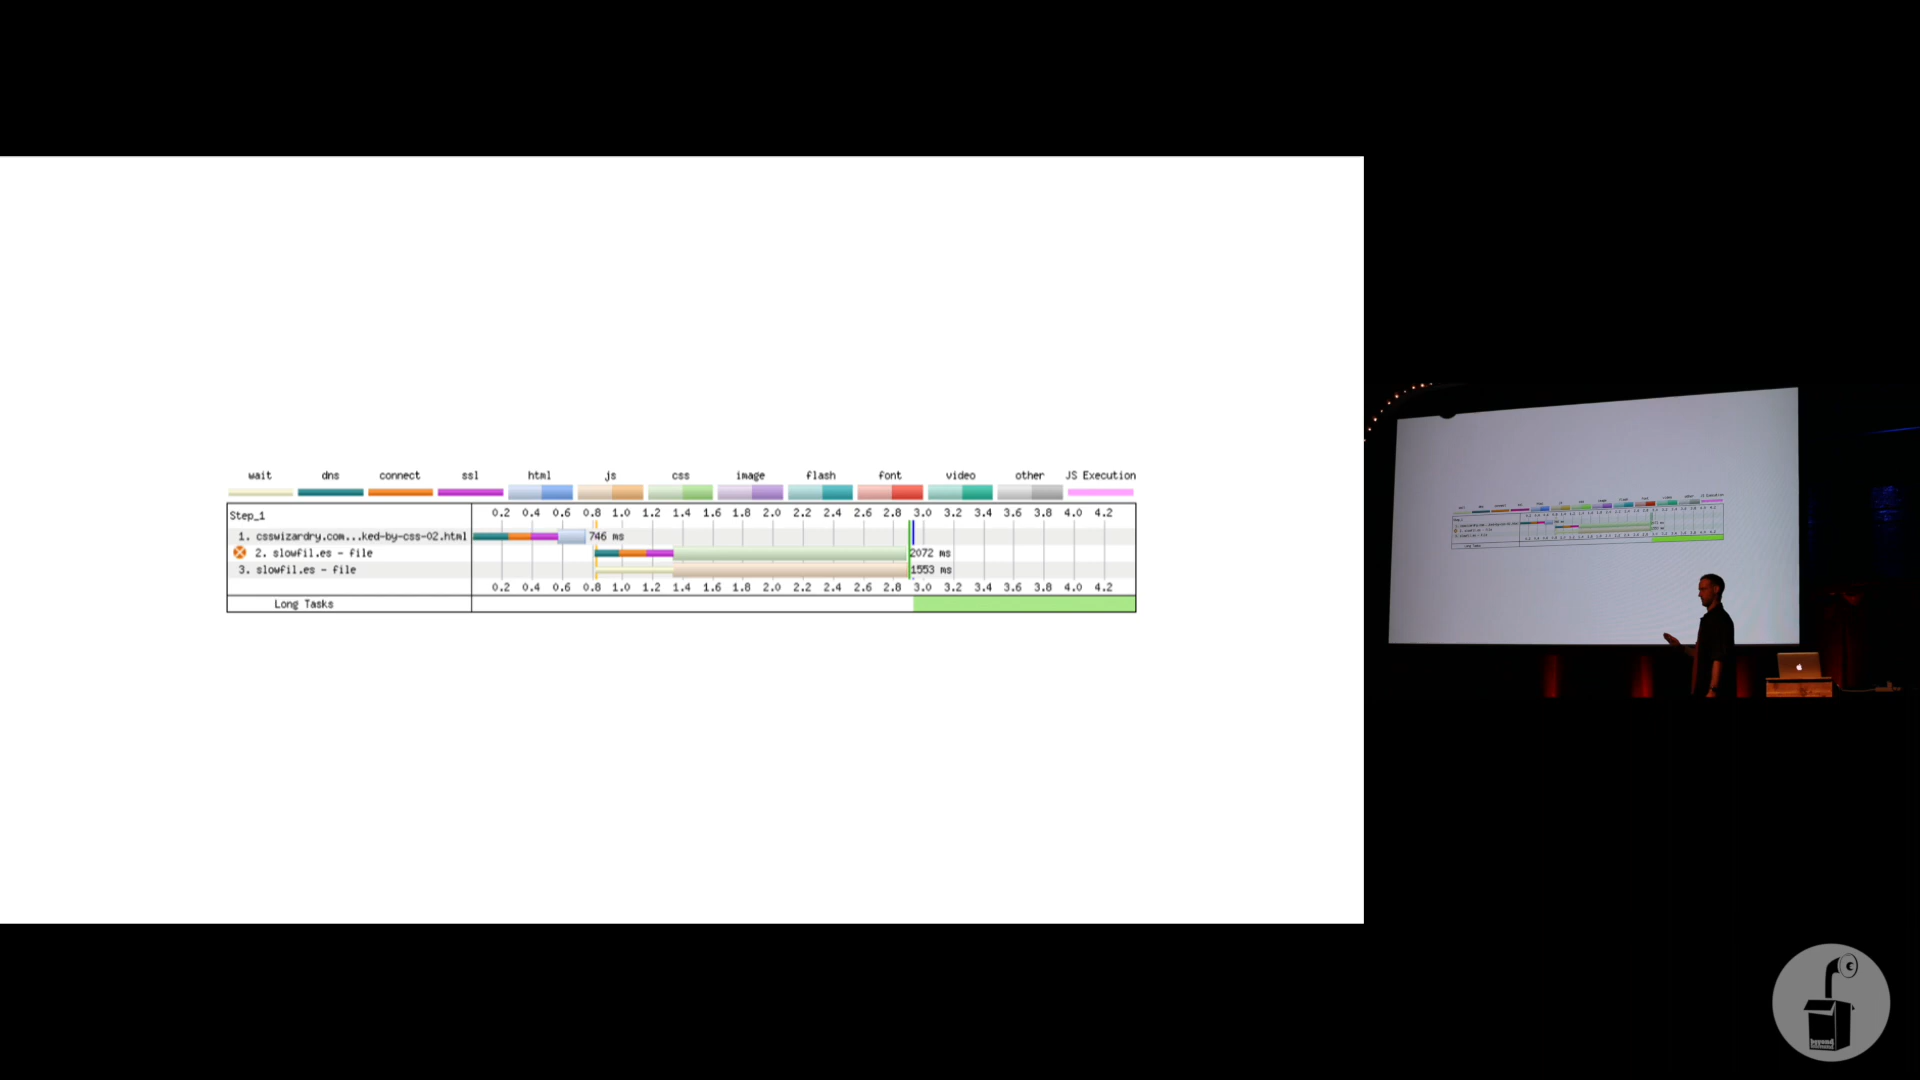 wait dns connect ssl html js css image flash font video other JS Execution
Step_1 0.2 0.4 0.6 0.8 1.0 1.2 1.4 1.6 1.8 2.0 2.2 2.4 2.6 2.8 3.0 3.2 3.4 3.6 3.8 4.0 4.2
1. csswizardry.com...ked-by-css-02.html 746 ms
2. slowfil.es - file 2072 ms
3. slowfil.es - file 1553 ms
0.2 0.4 0.6 0.8 1.0 1.2 1.4 1.6 1.8 2.0 2.2 2.4 2.6 2.8 3.0 3.2 3.4 3.6 3.8 4.0 4.2
Long Tasks
beyond